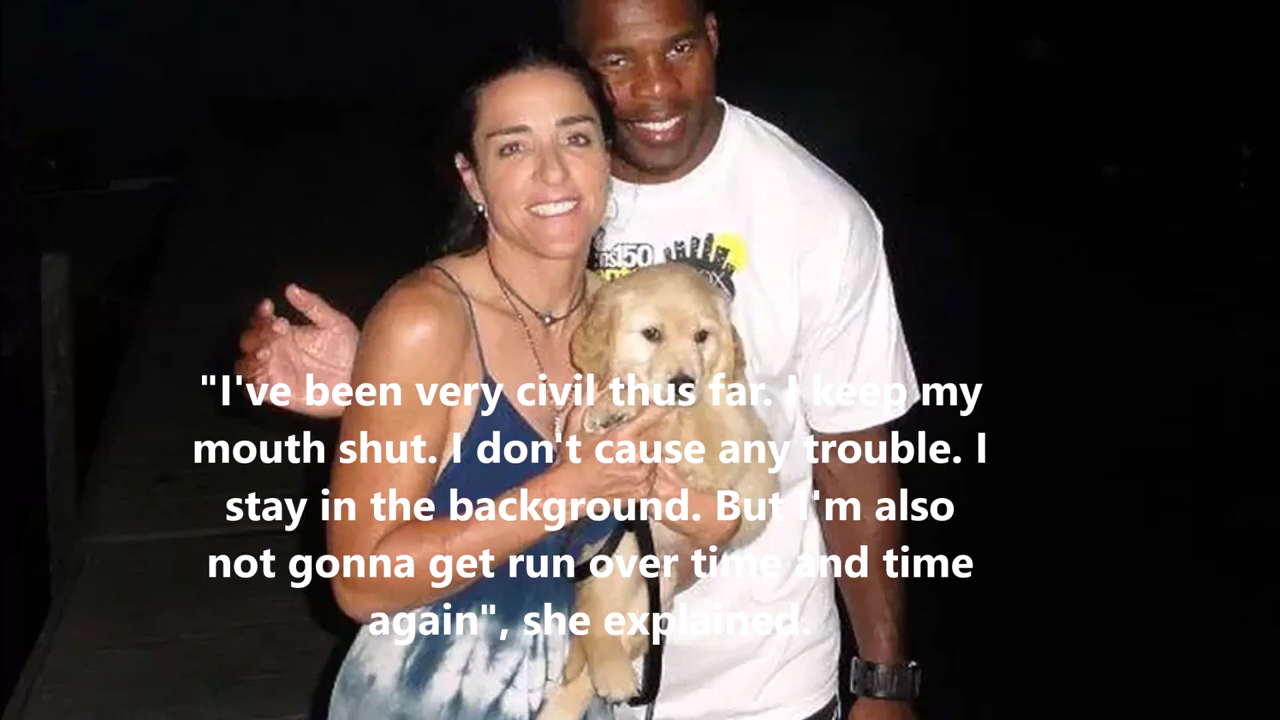 "I've been very civil thus far. I keep my
mouth shut. I don't cause any trouble. I
stay in the background. But I'm also
not gonna get run over time and time
again", she explained.